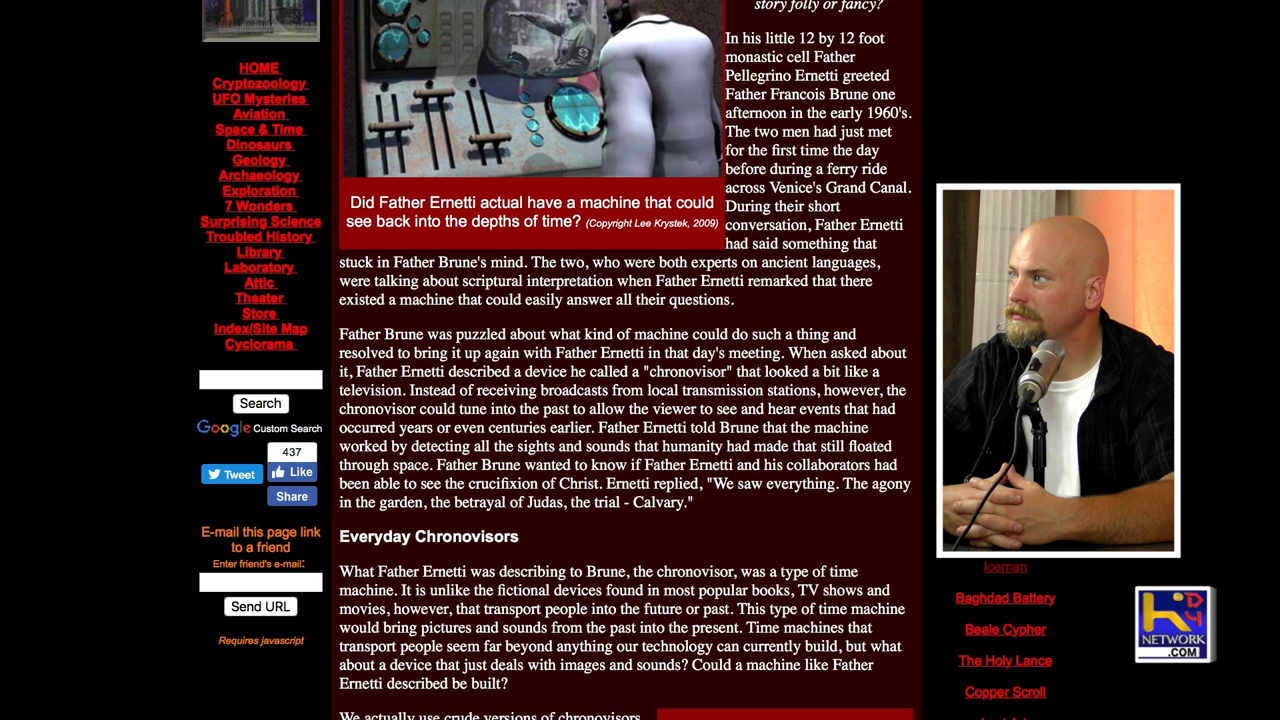 HOME
Cryptozoology
UFO Mysteries
Aviation
Space & Time
Dinosaurs
Geology
Archaeology
Exploration
7 Wonders
Surprising Science
Troubled History
Library
Laboratory
Attic
Theater
Store
Index/Site Map
Cyclorama
Search
Google Custom Search
437
Tweet
Like
Share
E-mail this page link
to a friend
Enter friend's e-mail:
Send URL
Requires javascript
Did Father Ernetti actual have a machine that could
see back into the depths of time? (Copyright Lee Krystek, 2009)
story folly or fancy?
In his little 12 by 12 foot
monastic cell Father
Pellegrino Ernetti greeted
Father Francois Brune one
afternoon in the early 1960's.
The two men had just met
for the first time the day
before during a ferry ride
across Venice's Grand Canal.
During their short
conversation, Father Ernetti
had said something that
stuck in Father Brune's mind. The two, who were both experts on ancient languages,
were talking about scriptural interpretation when Father Ernetti remarked that there
existed a machine that could easily answer all their questions.
Father Brune was puzzled about what kind of machine could do such a thing and
resolved to bring it up again with Father Ernetti in that day's meeting. When asked about
it, Father Ernetti described a device he called a "chronovisor" that looked a bit like a
television. Instead of receiving broadcasts from local transmission stations, however, the
chronovisor could tune into the past to allow the viewer to see and hear events that had
occurred years or even centuries earlier. Father Ernetti told Brune that the machine
worked by detecting all the sights and sounds that humanity had made that still floated
through space. Father Brune wanted to know if Father Ernetti and his collaborators had
been able to see the crucifixion of Christ. Ernetti replied, "We saw everything. The agony
in the garden, the betrayal of Judas, the trial - Calvary."
Everyday Chronovisors
What Father Ernetti was describing to Brune, the chronovisor, was a type of time
machine. It is unlike the fictional devices found in most popular books, TV shows and
movies, however, that transport people into the future or past. This type of time machine
would bring pictures and sounds from the past into the present. Time machines that
transport people seem far beyond anything our technology can currently build, but what
about a device that just deals with images and sounds? Could a machine like Father
Ernetti described be built?
We actually use crude versions of chronovisors
Iceman
Baghdad Battery
Beale Cypher
The Holy Lance
Copper Scroll
NETWORK
.COM